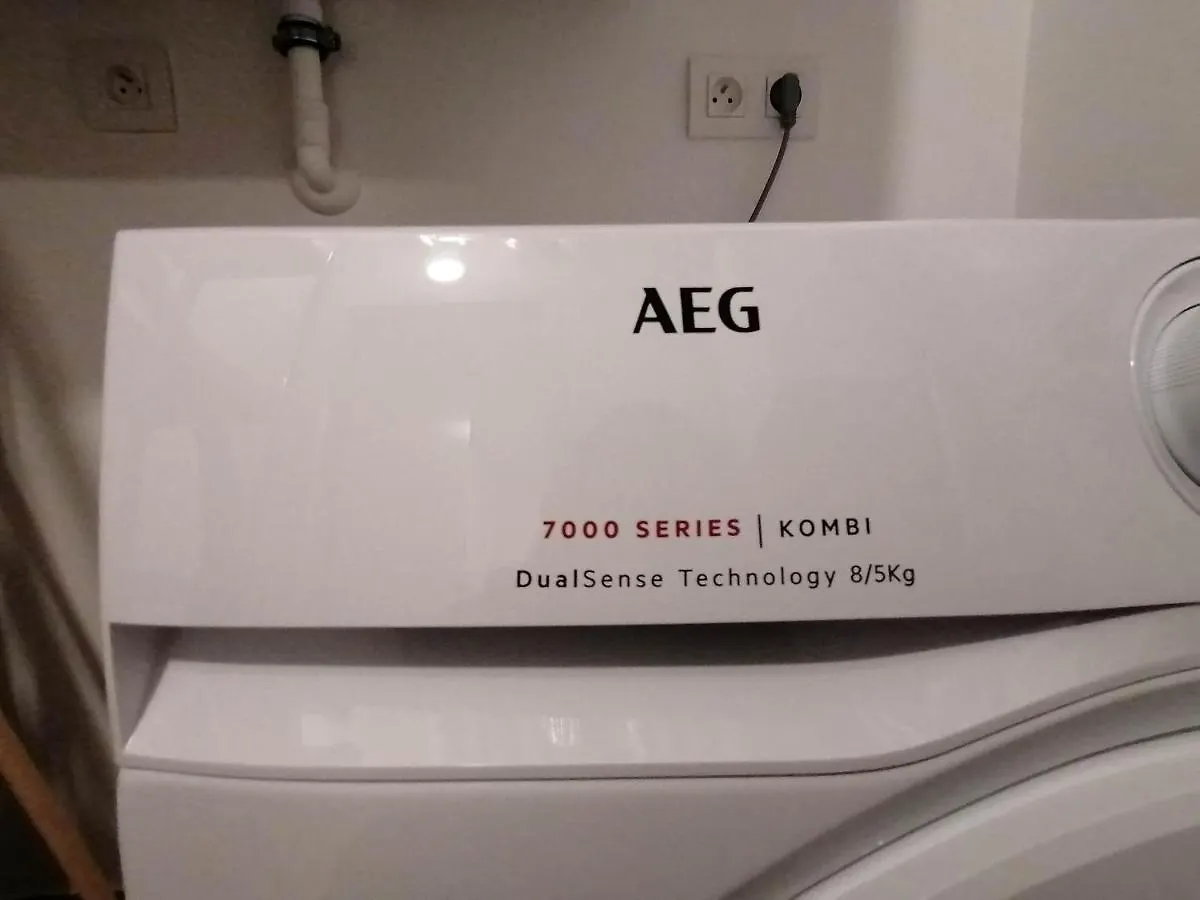 AEG
7000 SERIES | KOMBI
DualSense Technology 8/5Kg